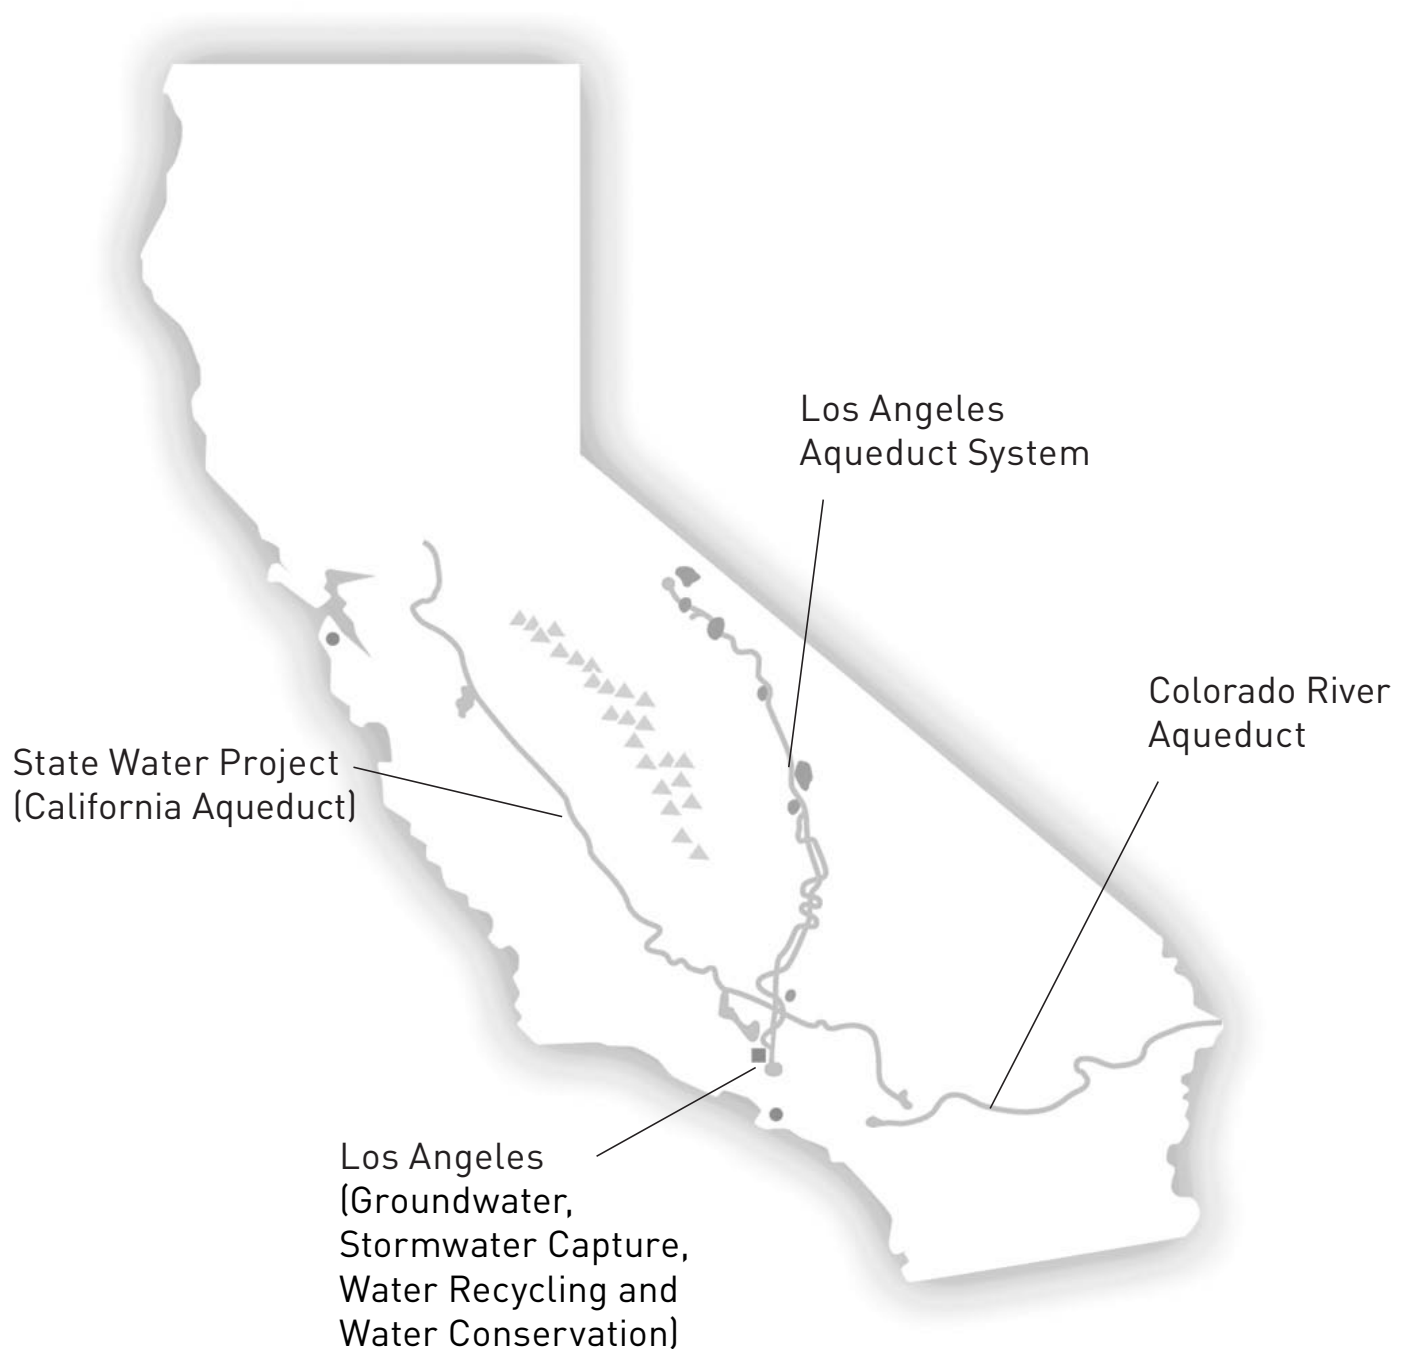 Los Angeles
Aqueduct System
Colorado River
Aqueduct
State Water Project
(California Aqueduct)
Los Angeles
(Groundwater,
Stormwater Capture,
Water Recycling and
Water Conservation)